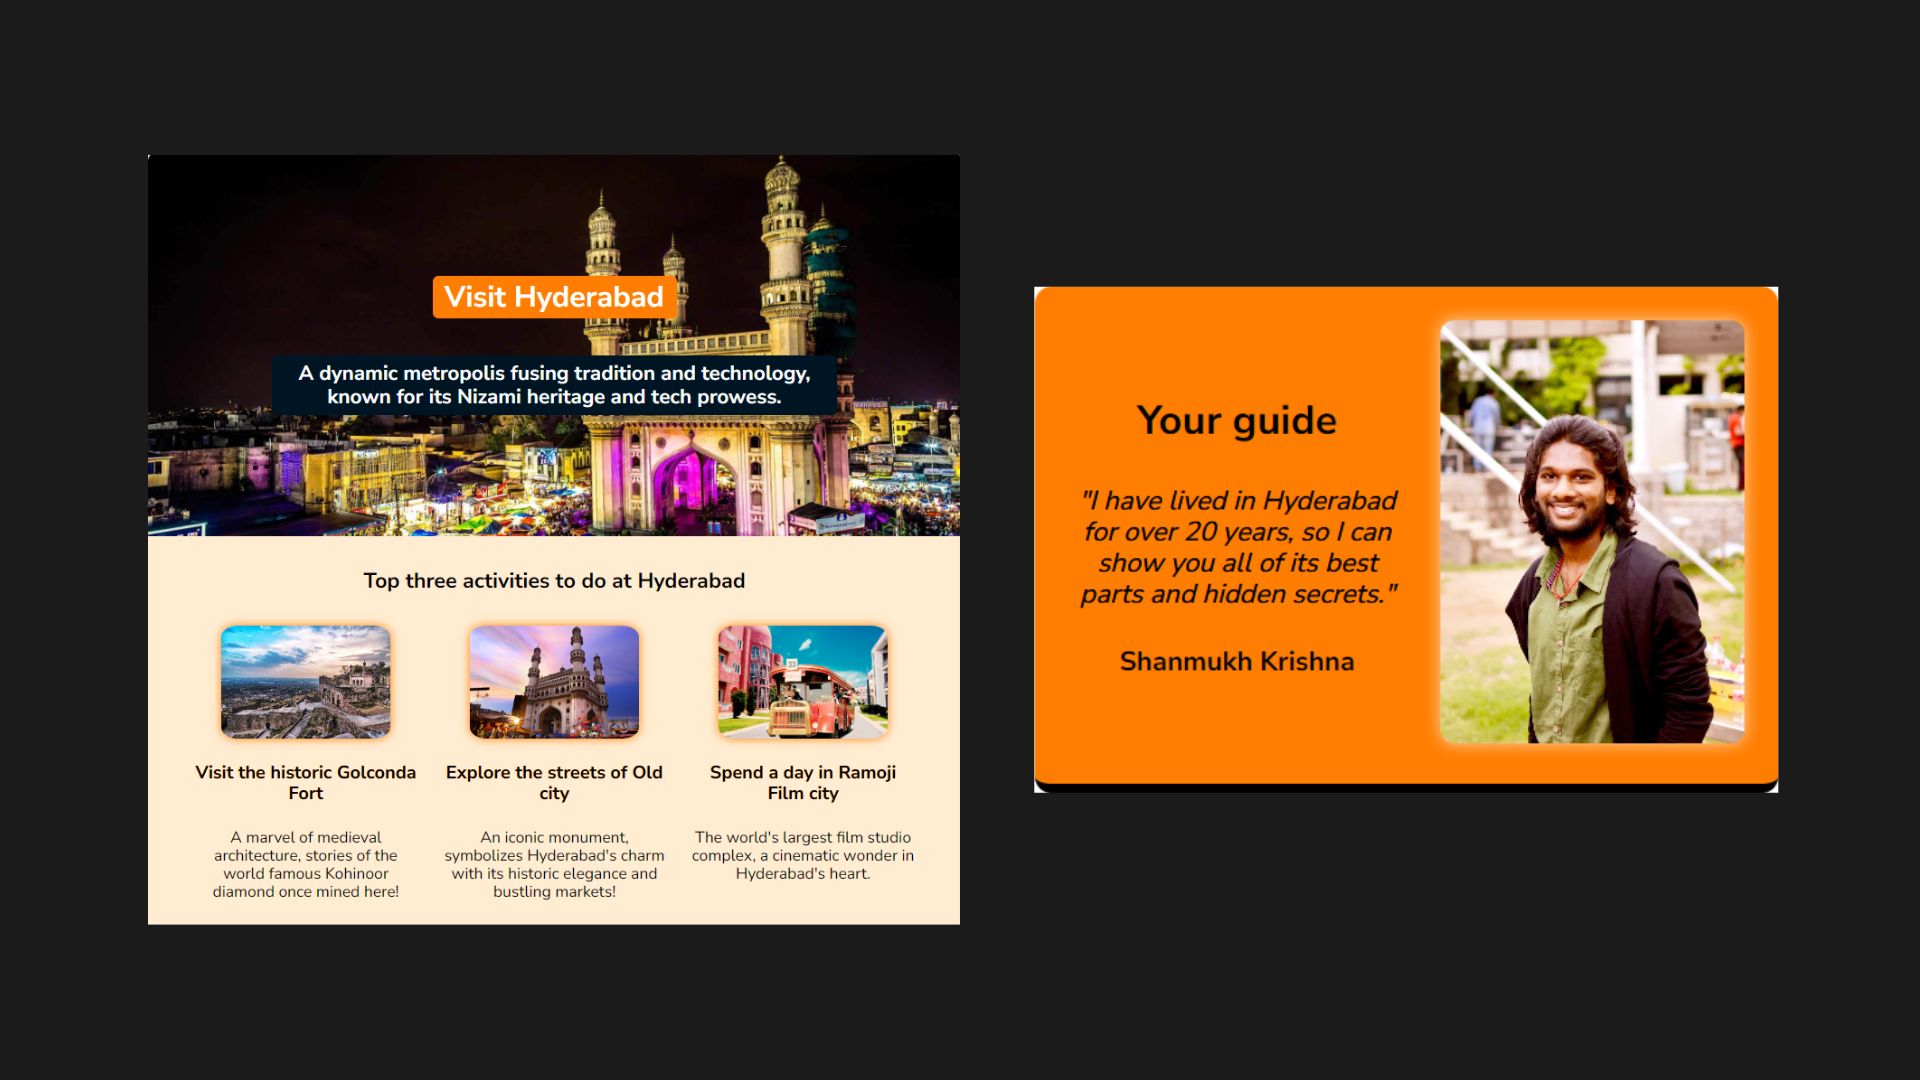 Visit Hyderabad
A dynamic metropolis fusing tradition and technology,
known for its Nizami heritage and tech prowess.
Top three activities to do at Hyderabad
Visit the historic Golconda
Fort
A marvel of medieval
architecture, stories of the
world famous Kohinoor
diamond once mined here!
Explore the streets of Old
city
An iconic monument,
symbolizes Hyderabad's charm
with its historic elegance and
bustling markets!
Spend a day in Ramoji
Film city
The world's largest film studio
complex, a cinematic wonder in
Hyderabad's heart.
Your guide
"I have lived in Hyderabad
for over 20 years, so I can
show you all of its best
parts and hidden secrets."
Shanmukh Krishna